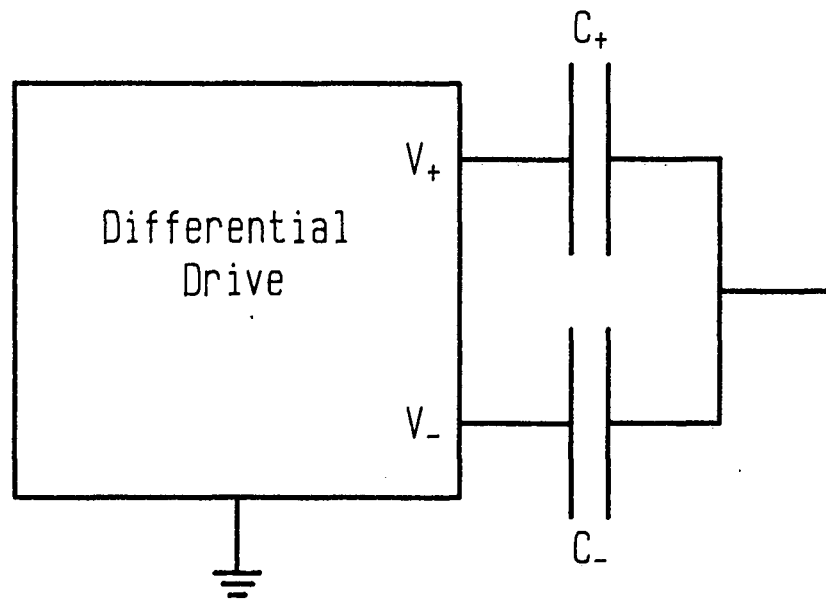 C+
V+
Differential
Drive
V-
C-